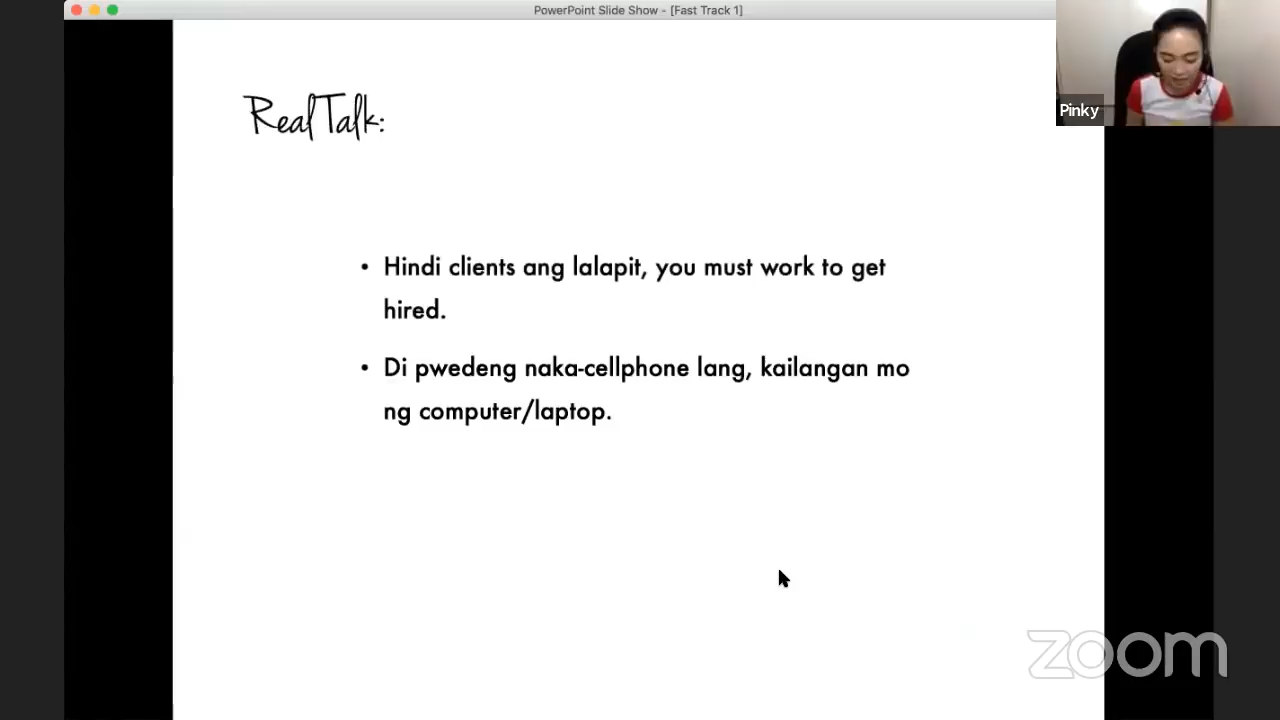 PowerPoint Slide Show - [Fast Track 1]
Real Talk:
Pinky
• Hindi clients ang lalapit, you must work to get
hired.
• Di pwedeng naka-cellphone lang, kailangan mo
ng computer/laptop.
zoom